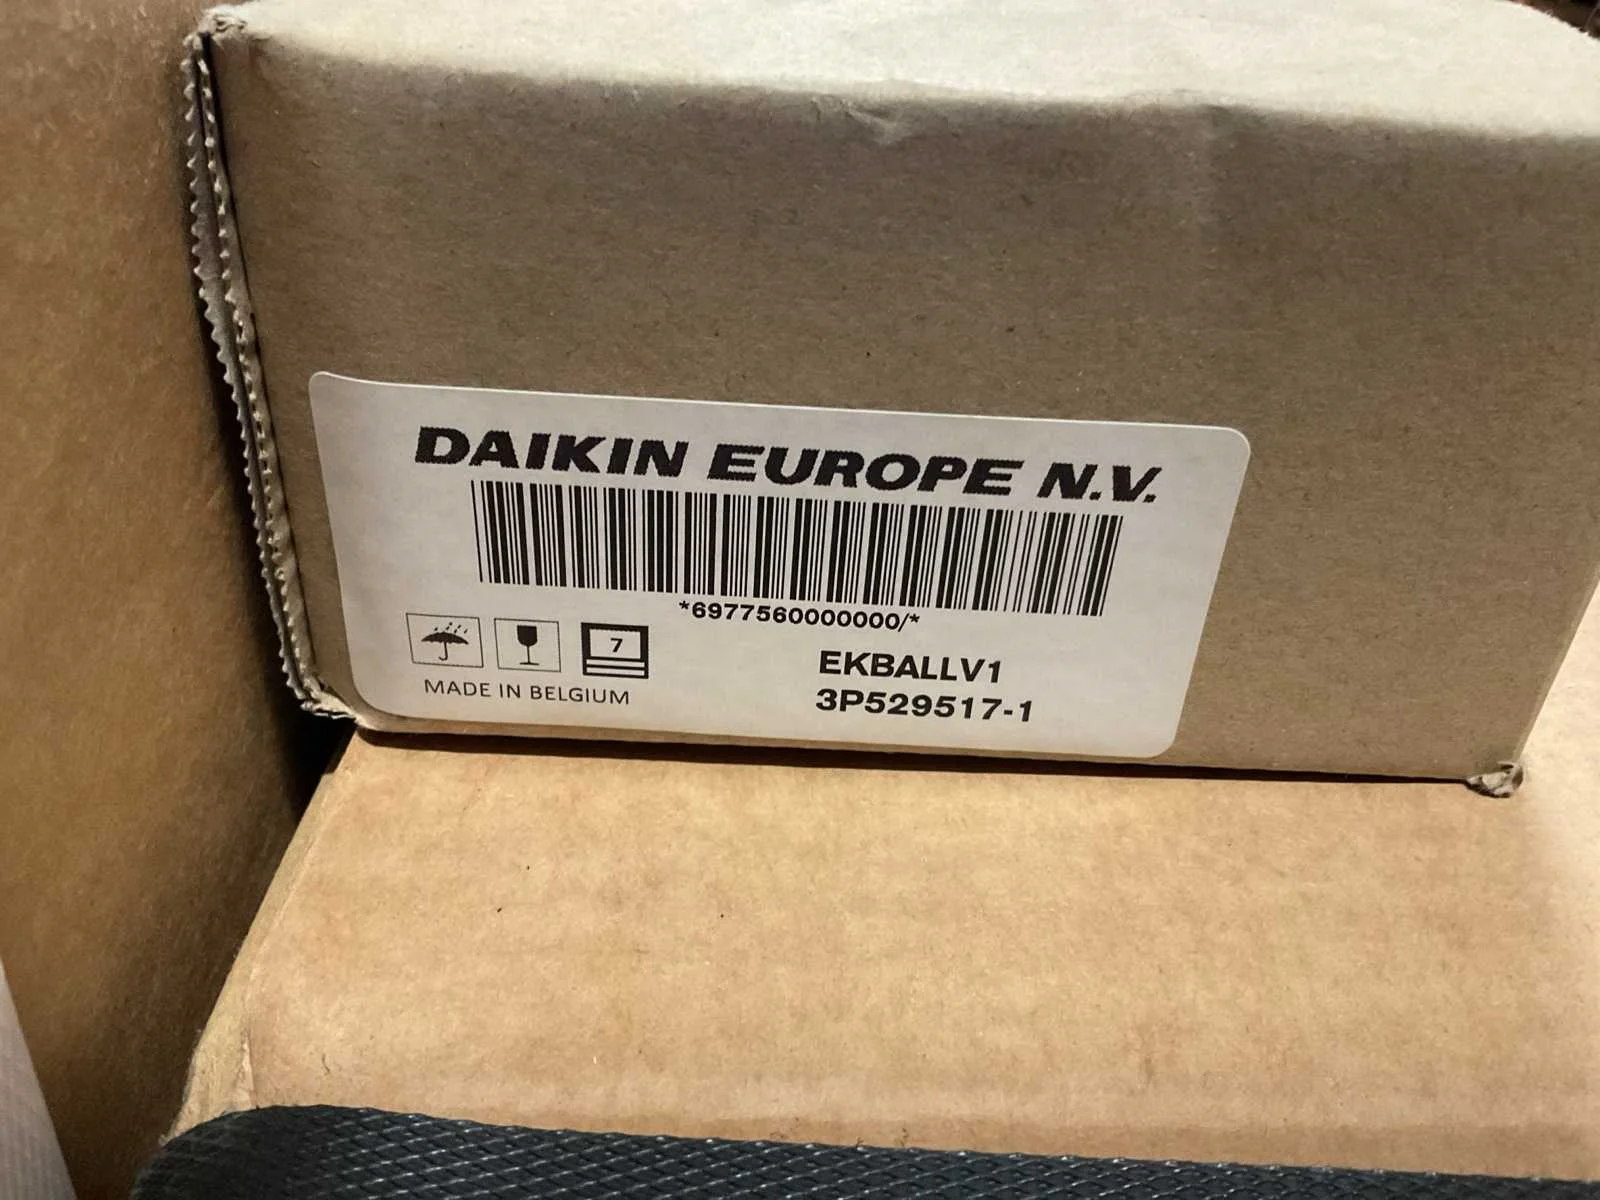 DAIKIN EUROPE N.V.
*6977560000000/*
7
MADE IN BELGIUM
EKBALLV1
3P529517-1